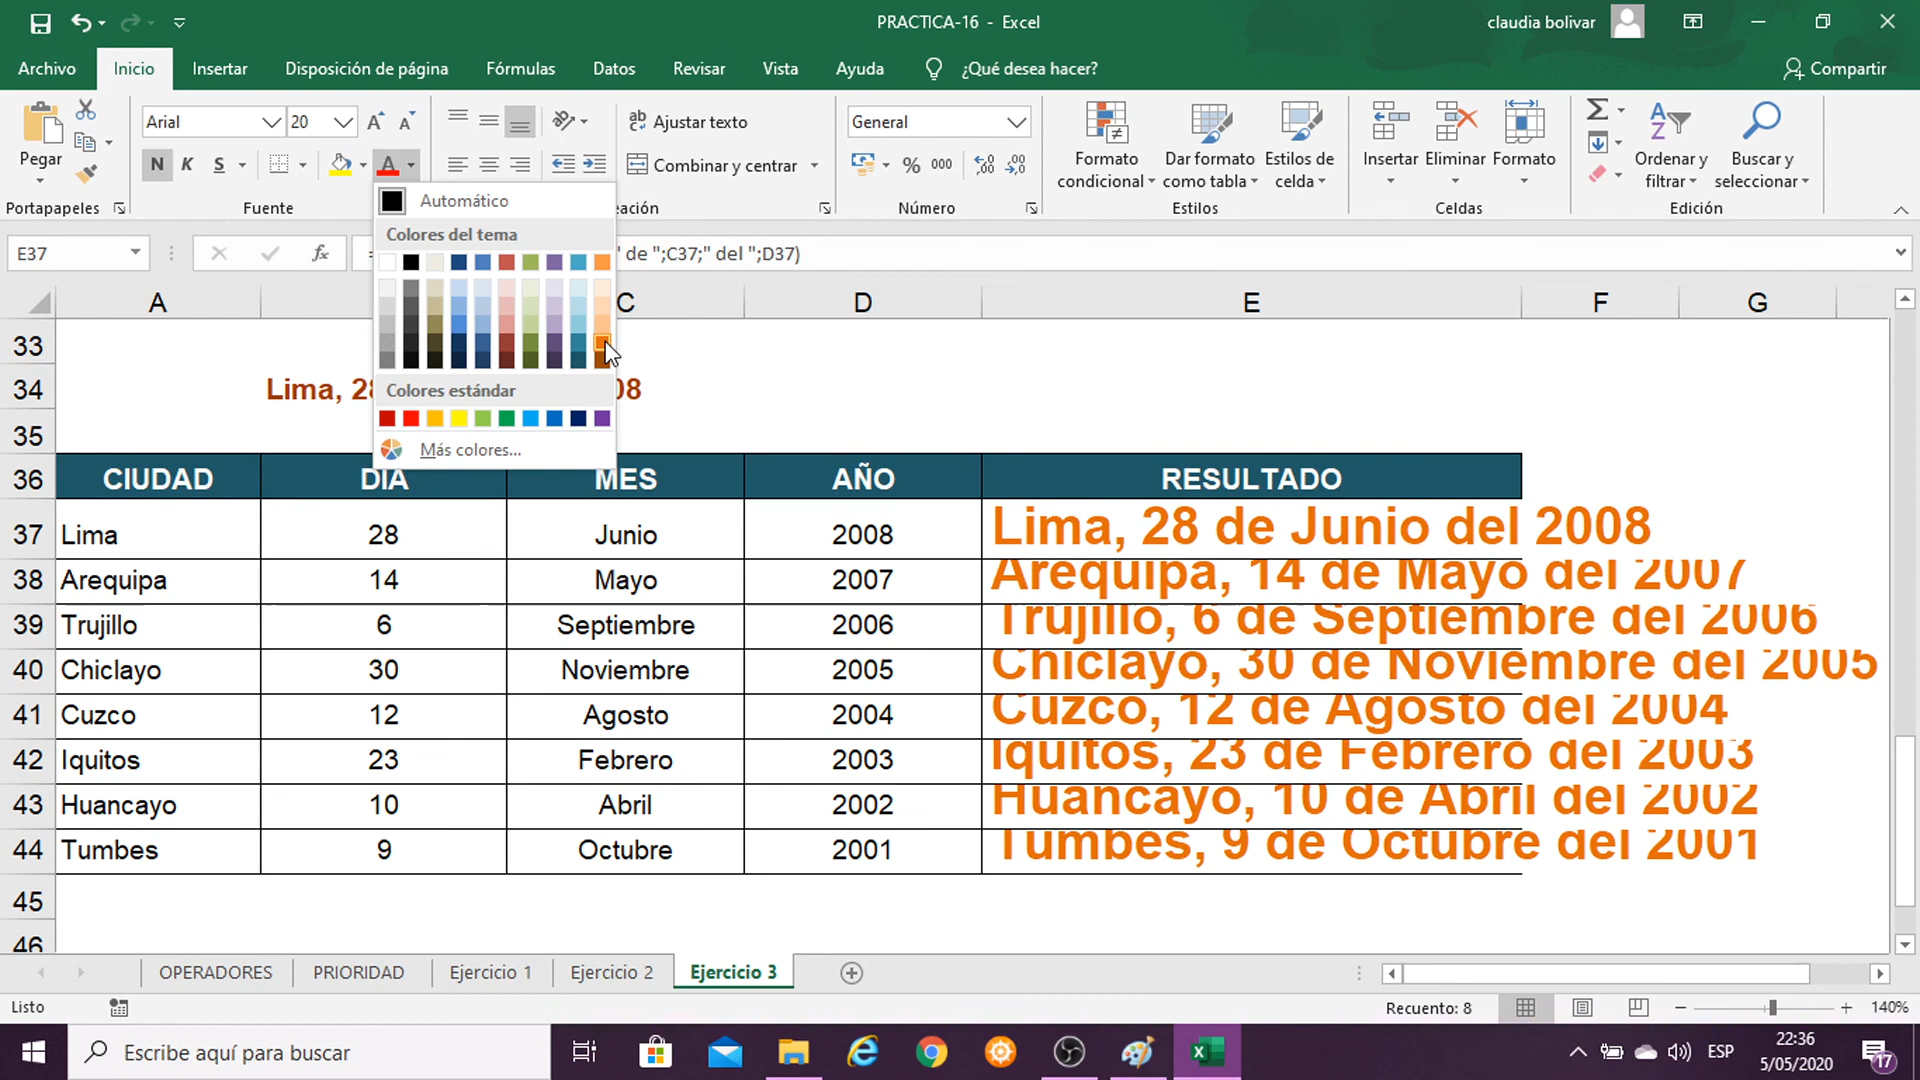 PRACTICA-16 - Excel
claudia bolivar
Archivo
Inicio
Insertar
Disposición de página
Fórmulas
Datos
Revisar
Vista
Ayuda
¿Qué desea hacer?
Compartir
Pegar
Portapapeles
Arial
20
N
K
S
Fuente
Ajustar texto
Combinar y centrar
General
% 000
Número
Formato condicional
Dar formato como tabla
Estilos de celda
Estilos
Insertar
Eliminar
Formato
Celdas
Ordenar y filtrar
Buscar y seleccionar
Edición
Automático
Colores del tema
Colores estándar
Más colores...
E37
fx
" de ";C37;" del ";D37)
A C D E F G
33
34 Lima, 28
35
36 CIUDAD DIA MES AÑO RESULTADO
37 Lima 28 Junio 2008 Lima, 28 de Junio del 2008
38 Arequipa 14 Mayo 2007 Arequipa, 14 de Mayo del 2007
39 Trujillo 6 Septiembre 2006 Trujillo, 6 de Septiembre del 2006
40 Chiclayo 30 Noviembre 2005 Chiclayo, 30 de Noviembre del 2005
41 Cuzco 12 Agosto 2004 Cuzco, 12 de Agosto del 2004
42 Iquitos 23 Febrero 2003 Iquitos, 23 de Febrero del 2003
43 Huancayo 10 Abril 2002 Huancayo, 10 de Abril del 2002
44 Tumbes 9 Octubre 2001 Tumbes, 9 de Octubre del 2001
45
46
OPERADORES
PRIORIDAD
Ejercicio 1
Ejercicio 2
Ejercicio 3
Listo
Recuento: 8
140%
Escribe aquí para buscar
ESP
22:36
5/05/2020
17